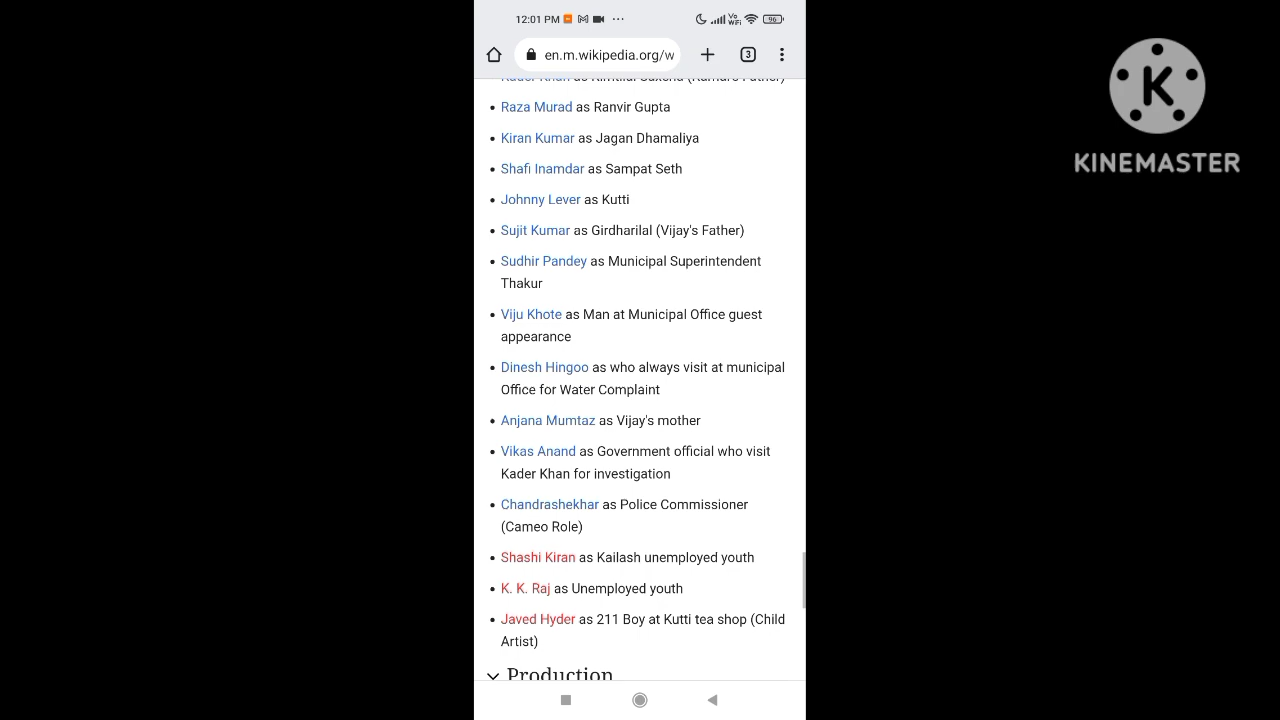 12:01 PM
Vo WiFi
96
en.m.wikipedia.org/w
3
K
KINEMASTER
Raza Murad as Ranvir Gupta
Kiran Kumar as Jagan Dhamaliya
Shafi Inamdar as Sampat Seth
Johnny Lever as Kutti
Sujit Kumar as Girdharilal (Vijay's Father)
Sudhir Pandey as Municipal Superintendent
Thakur
Viju Khote as Man at Municipal Office guest
appearance
Dinesh Hingoo as who always visit at municipal
Office for Water Complaint
Anjana Mumtaz as Vijay's mother
Vikas Anand as Government official who visit
Kader Khan for investigation
Chandrashekhar as Police Commissioner
(Cameo Role)
Shashi Kiran as Kailash unemployed youth
K. K. Raj as Unemployed youth
Javed Hyder as 211 Boy at Kutti tea shop (Child
Artist)
Production